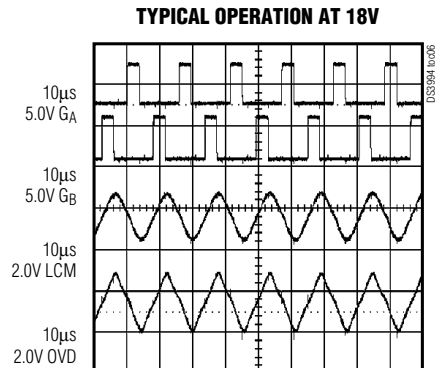 TYPICAL OPERATION AT 18V
DS3994 toc06
10µs
5.0V GA
10µs
5.0V GB
10µs
2.0V LCM
10µs
2.0V OVD